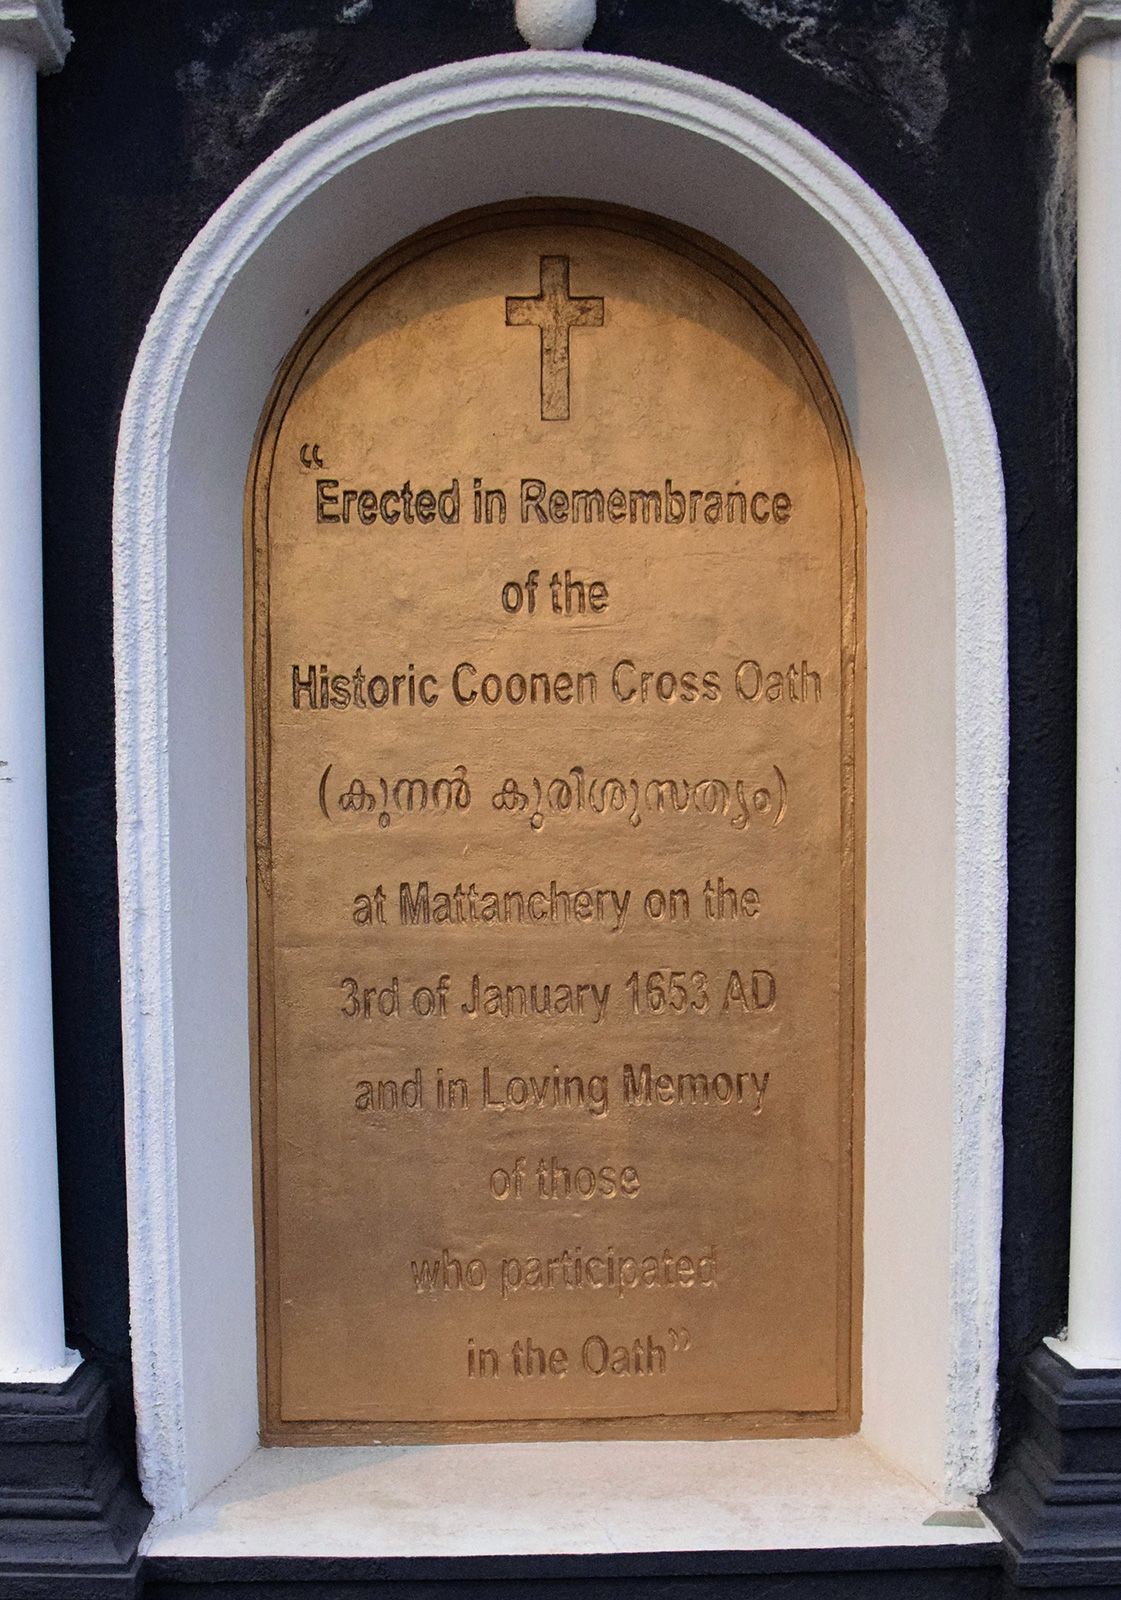 “Erected in Remembrance
of the
Historic Coonen Cross Oath
(കുനൻ കുരിശുസത്യം)
at Mattanchery on the
3rd of January 1653 AD
and in Loving Memory
of those
who participated
in the Oath”